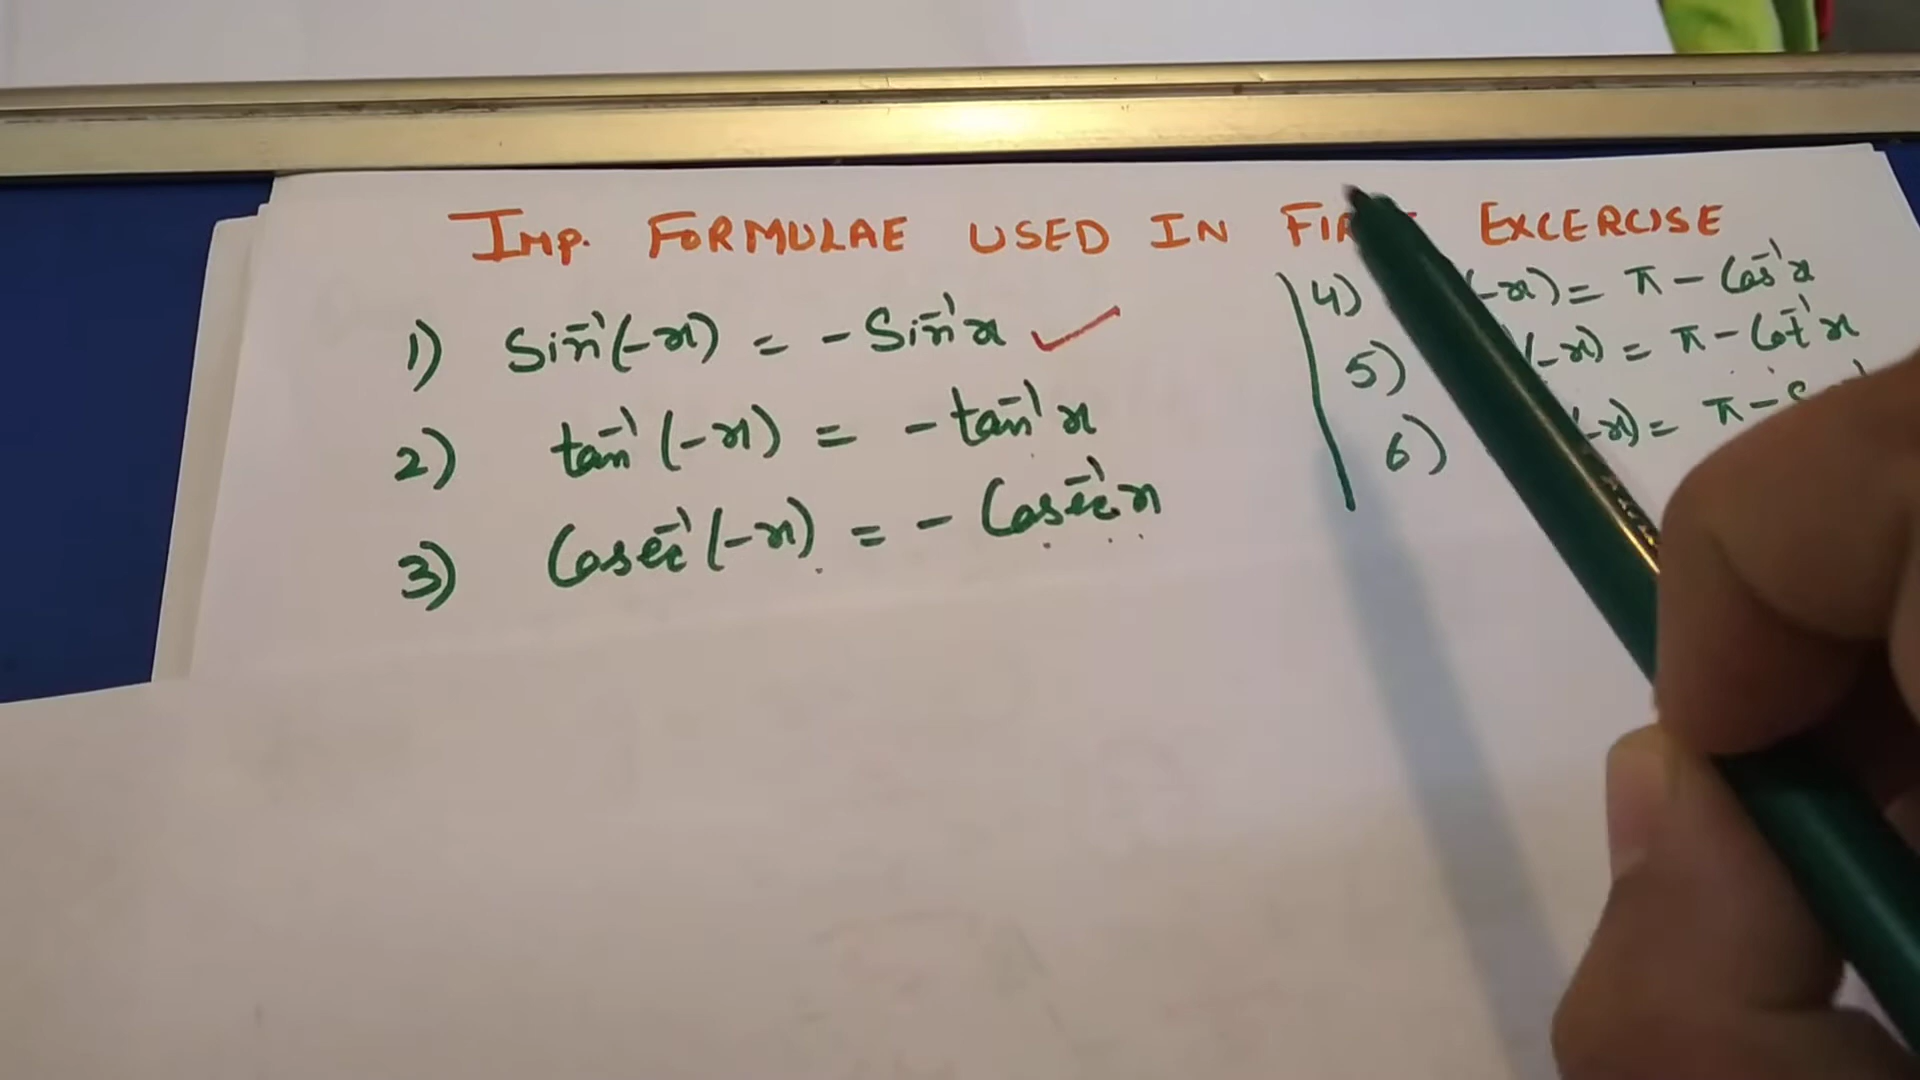 IMP. FORMULAE USED IN EXCERCISE
1) Sin⁻¹(-x) = - Sin⁻¹x ✓
2) tan⁻¹(-x) = - tan⁻¹x
3) Cosec⁻¹(-x) = - Cosec⁻¹x
4) (-x) = π - Cos⁻¹x
5) (-x) = π - Cot⁻¹x
6) (-x) = π -